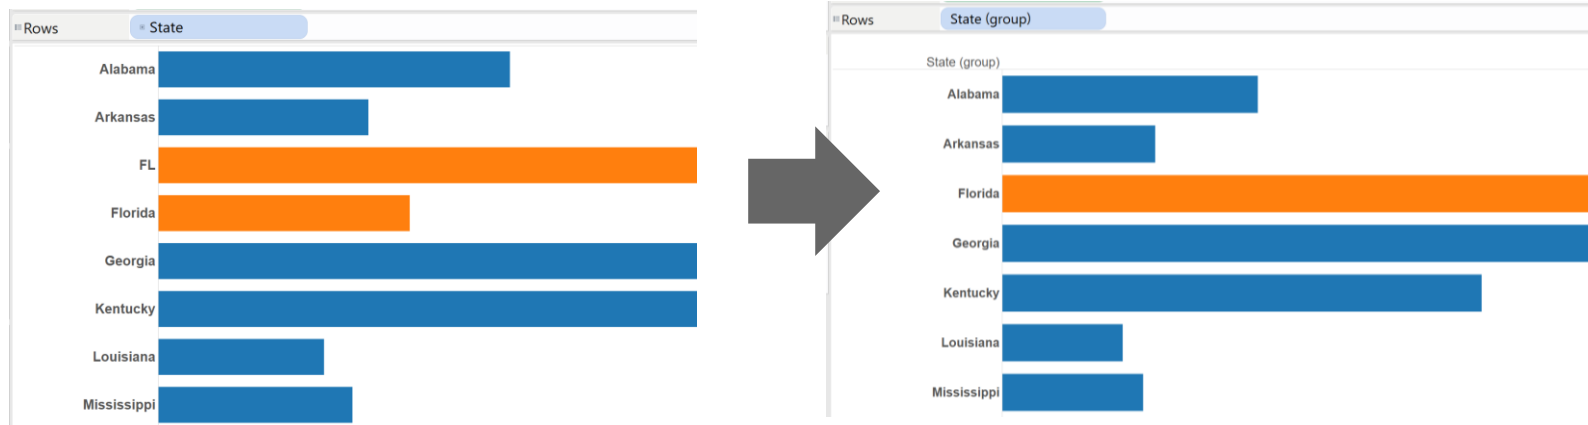 Rows
State
Alabama
Arkansas
FL
Florida
Georgia
Kentucky
Louisiana
Mississippi
Rows
State (group)
State (group)
Alabama
Arkansas
Florida
Georgia
Kentucky
Louisiana
Mississippi